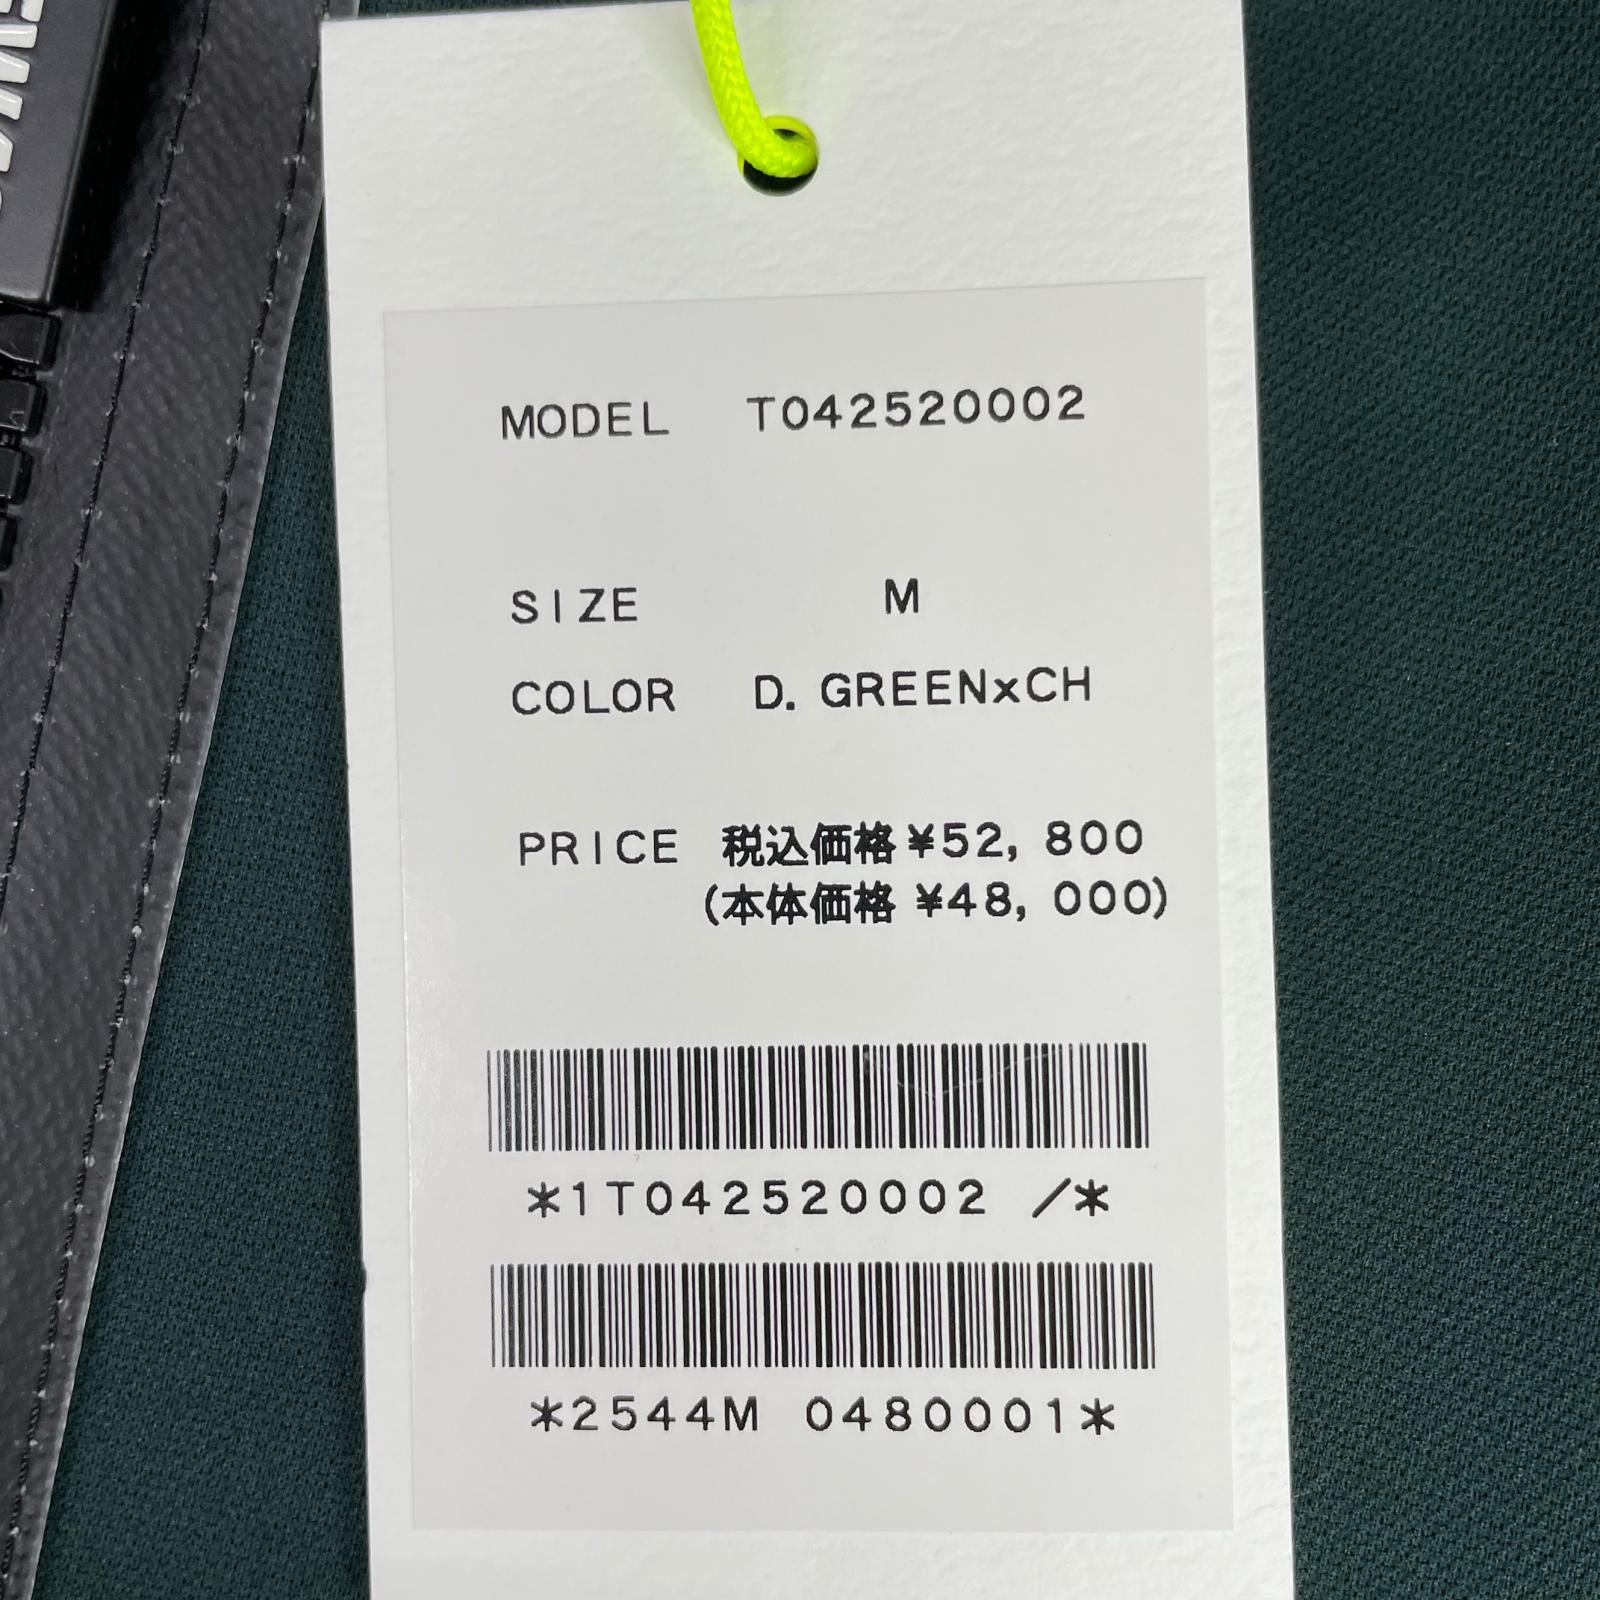 MODEL T042520002
SIZE M
COLOR D. GREENxCH
PRICE 税込価格 ¥52, 800
(本体価格 ¥48, 000)
*1T042520002 /*
*2544M 0480001*